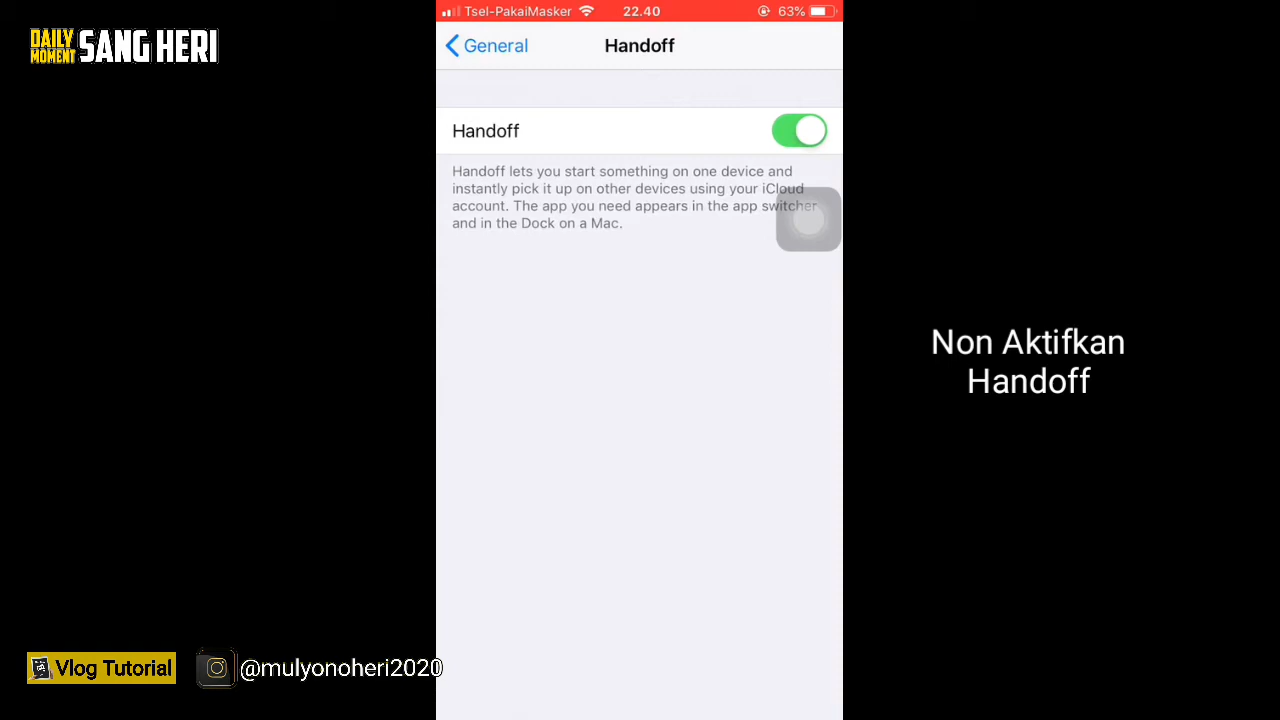 DAILY
MOMENT
SANG HERI
Tsel-PakaiMasker 22.40 63%
General Handoff
Handoff
Handoff lets you start something on one device and
instantly pick it up on other devices using your iCloud
account. The app you need appears in the app switcher
and in the Dock on a Mac.
Non Aktifkan
Handoff
Vlog Tutorial @mulyonoheri2020